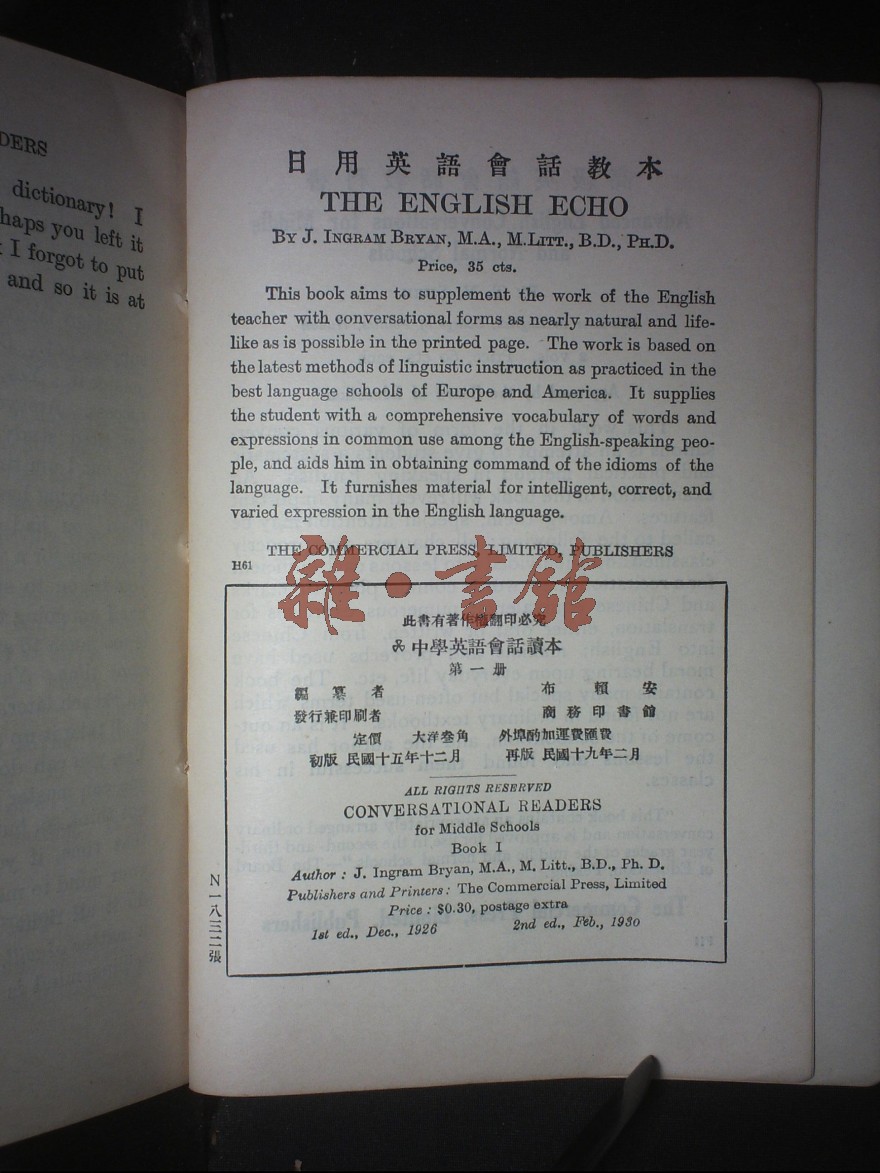 DERS
dictionary! I
haps you left it
I forgot to put
and so it is at
日用英語會話教本
THE ENGLISH ECHO
BY J. INGRAM BRYAN, M.A., M.LITT., B.D., PH.D.
Price, 35 cts.
This book aims to supplement the work of the English
teacher with conversational forms as nearly natural and life-
like as is possible in the printed page. The work is based on
the latest methods of linguistic instruction as practiced in the
best language schools of Europe and America. It supplies
the student with a comprehensive vocabulary of words and
expressions in common use among the English-speaking peo-
ple, and aids him in obtaining command of the idioms of the
language. It furnishes material for intelligent, correct, and
varied expression in the English language.
THE COMMERCIAL PRESS, LIMITED, PUBLISHERS
H61
雜·書館
此書有著作權翻印必究
中學英語會話讀本
第一册
編纂者 布賴安
發行兼印刷者 商務印書館
定價 大洋叁角 外埠酌加運費匯費
初版 民國十五年十二月 再版 民國十九年二月
ALL RIGHTS RESERVED
CONVERSATIONAL READERS
for Middle Schools
Book I
Author: J. Ingram Bryan, M.A., M. Litt., B.D., Ph. D.
Publishers and Printers: The Commercial Press, Limited
Price: $0.30, postage extra
1st ed., Dec., 1926 2nd ed., Feb., 1930
N一八三二張